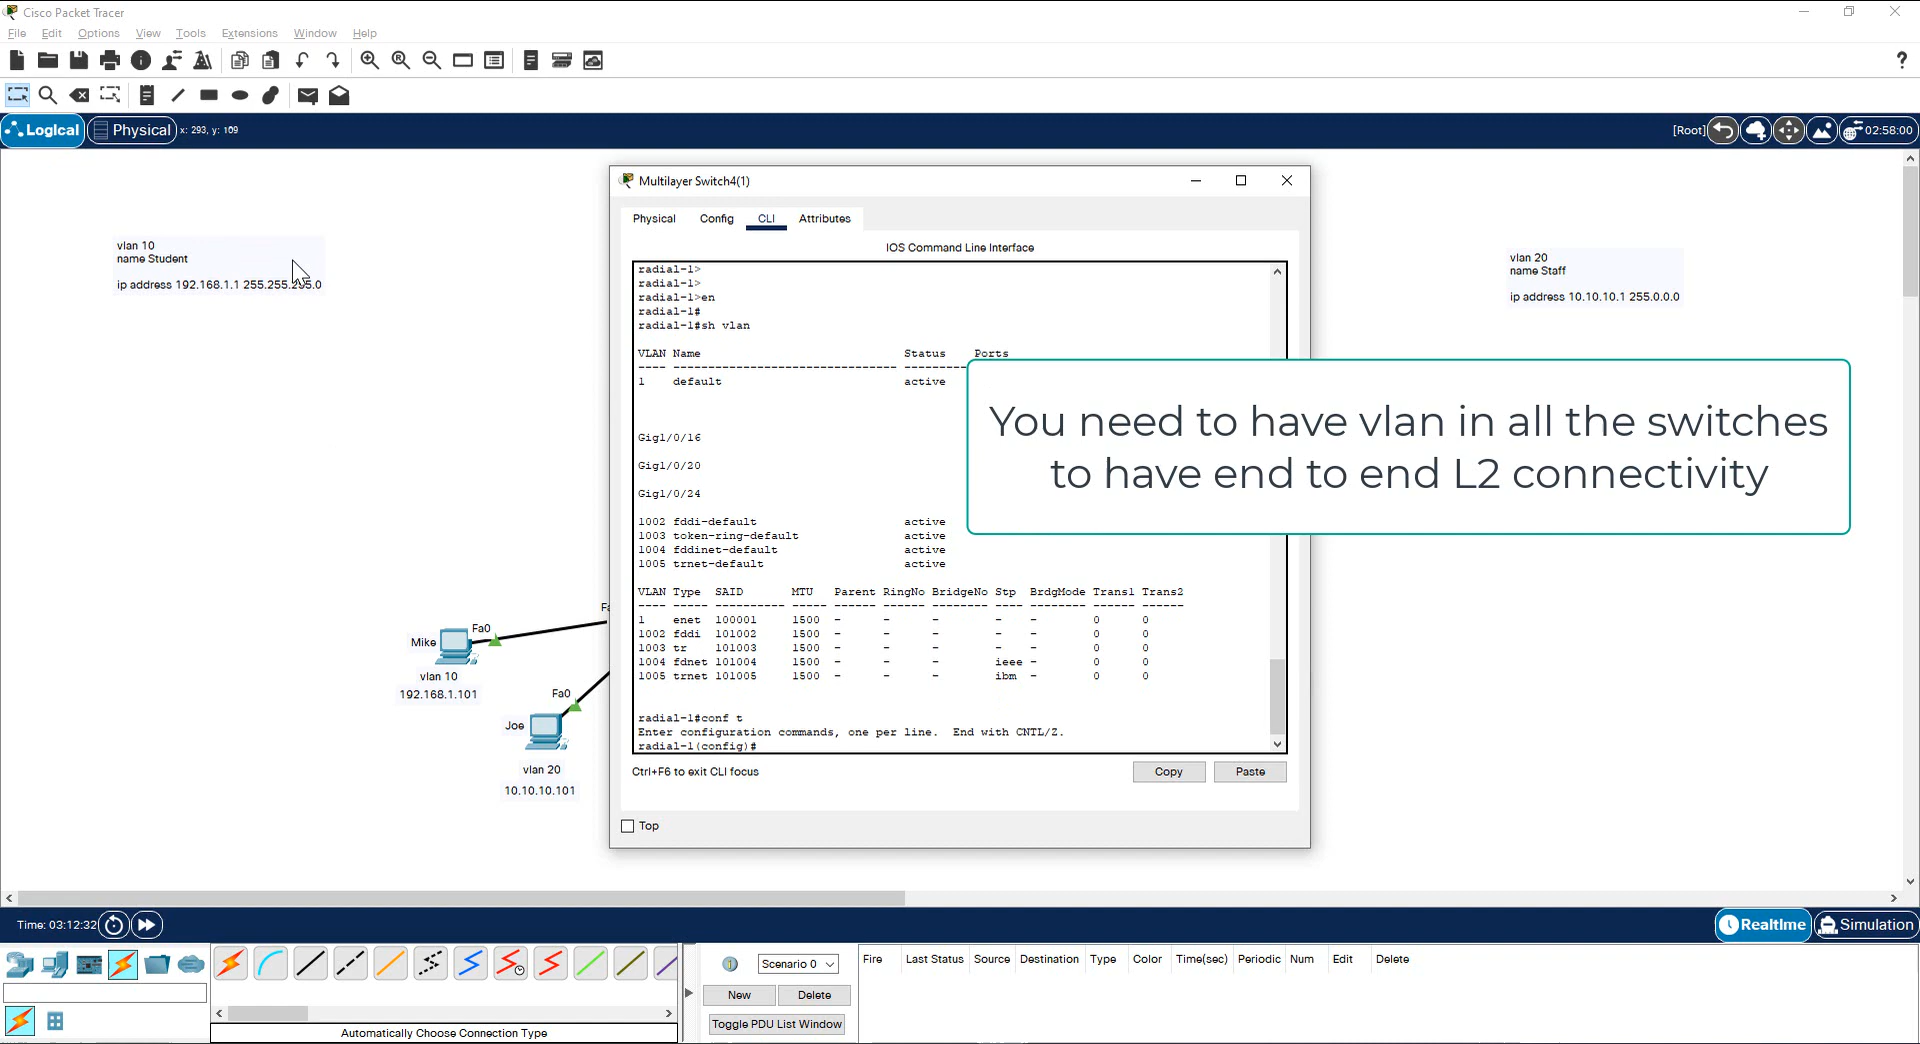 Cisco Packet Tracer
File Edit Options View Tools Extensions Window Help
Logical Physical x: 293, y: 109
[Root] 02:58:00
Multilayer Switch4(1)
Physical Config CLI Attributes
IOS Command Line Interface
vlan 10
name Student
ip address 192.168.1.1 255.255.255.0
vlan 20
name Staff
ip address 10.10.10.1 255.0.0.0
radial-1>
radial-1>
radial-1>en
radial-1#
radial-1#sh vlan
VLAN Name Status Ports
---- -------------------------------- ---------
1 default active
Gig1/0/16
Gig1/0/20
Gig1/0/24
1002 fddi-default active
1003 token-ring-default active
1004 fddinet-default active
1005 trnet-default active
VLAN Type SAID MTU Parent RingNo BridgeNo Stp BrdgMode Trans1 Trans2
---- ----- ---------- ----- ------ ------ -------- ---- -------- ------ ------
1 enet 100001 1500 - - - - - 0 0
1002 fddi 101002 1500 - - - - - 0 0
1003 tr 101003 1500 - - - - - 0 0
1004 fdnet 101004 1500 - - - ieee - 0 0
1005 trnet 101005 1500 - - - ibm - 0 0
radial-1#conf t
Enter configuration commands, one per line. End with CNTL/Z.
radial-1(config)#
You need to have vlan in all the switches
to have end to end L2 connectivity
Ctrl+F6 to exit CLI focus
Copy Paste
Top
Mike
Fa0
vlan 10
192.168.1.101
Joe
Fa0
vlan 20
10.10.10.101
Time: 03:12:32
Realtime Simulation
Scenario 0
New Delete
Toggle PDU List Window
Fire Last Status Source Destination Type Color Time(sec) Periodic Num Edit Delete
Automatically Choose Connection Type